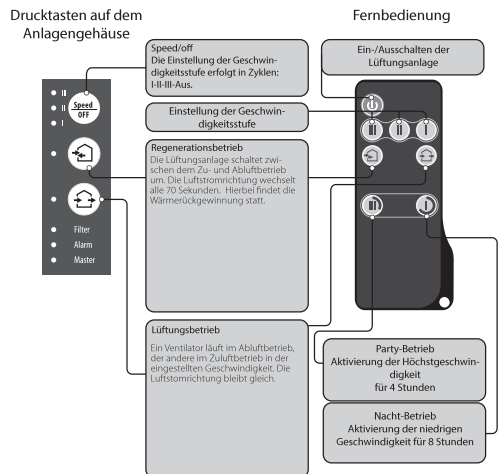 Drucktasten auf dem
Anlagengehäuse
Fernbedienung
III
II
I
Speed
OFF
Filter
Alarm
Master
Speed/off
Die Einstellung der Geschwin-
digkeitsstufe erfolgt in Zyklen:
I-II-III-Aus.
Einstellung der Geschwin-
digkeitsstufe
Regenerationsbetrieb
Die Lüftungsanlage schaltet zwi-
schen dem Zu- und Abluftbetrieb
um. Die Luftstromrichtung wechselt
alle 70 Sekunden. Hierbei findet die
Wärmerückgewinnung statt.
Lüftungsbetrieb
Ein Ventilator läuft im Abluftbetrieb,
der andere im Zuluftbetrieb in der
eingestellten Geschwindigkeit. Die
Luftstomrichtung bleibt gleich.
Ein-/Ausschalten der
Lüftungsanlage
III II I
Party-Betrieb
Aktivierung der Höchstgeschwin-
digkeit
für 4 Stunden
Nacht-Betrieb
Aktivierung der niedrigen
Geschwindigkeit für 8 Stunden